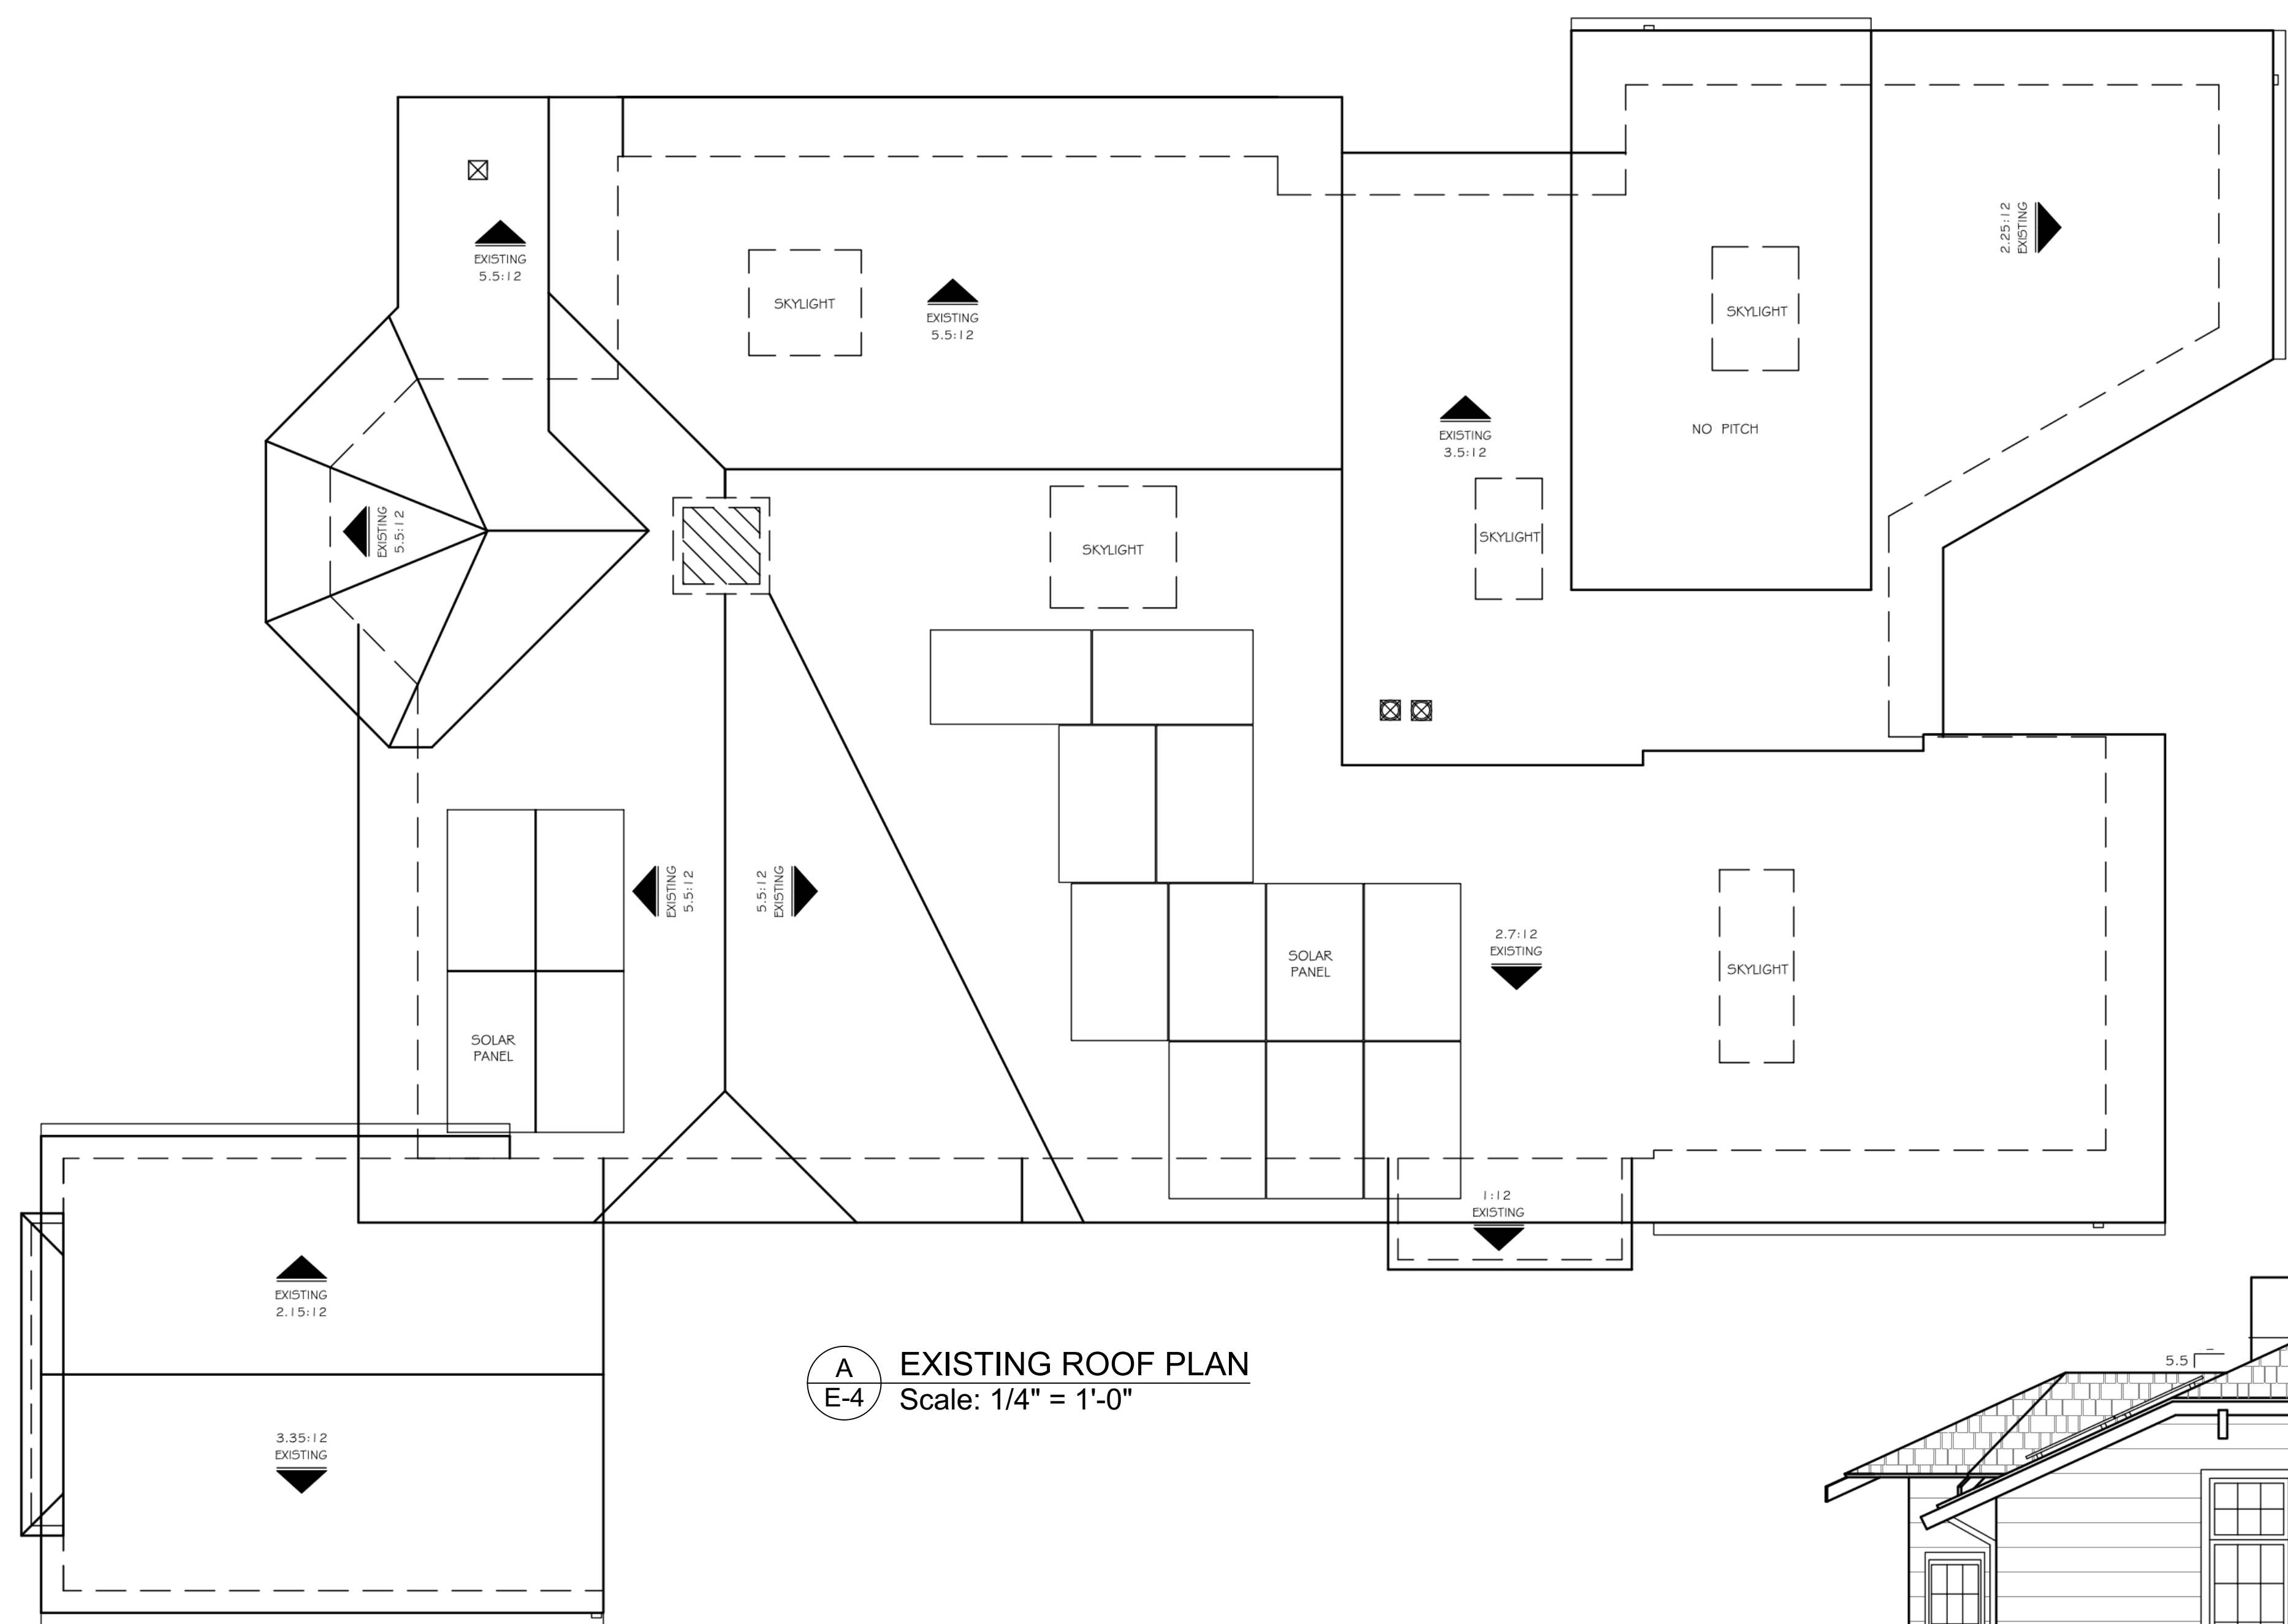 EXISTING
5.5:12
SKYLIGHT
EXISTING
5.5:12
2.25:12
EXISTING
SKYLIGHT
NO PITCH
EXISTING
3.5:12
SKYLIGHT
SKYLIGHT
EXISTING
5.5:12
EXISTING
5.5:12
5.5:12
EXISTING
SOLAR
PANEL
2.7:12
EXISTING
SKYLIGHT
SOLAR
PANEL
1:12
EXISTING
EXISTING
2.15:12
3.35:12
EXISTING
A
E-4
EXISTING ROOF PLAN
Scale: 1/4" = 1'-0"
5.5